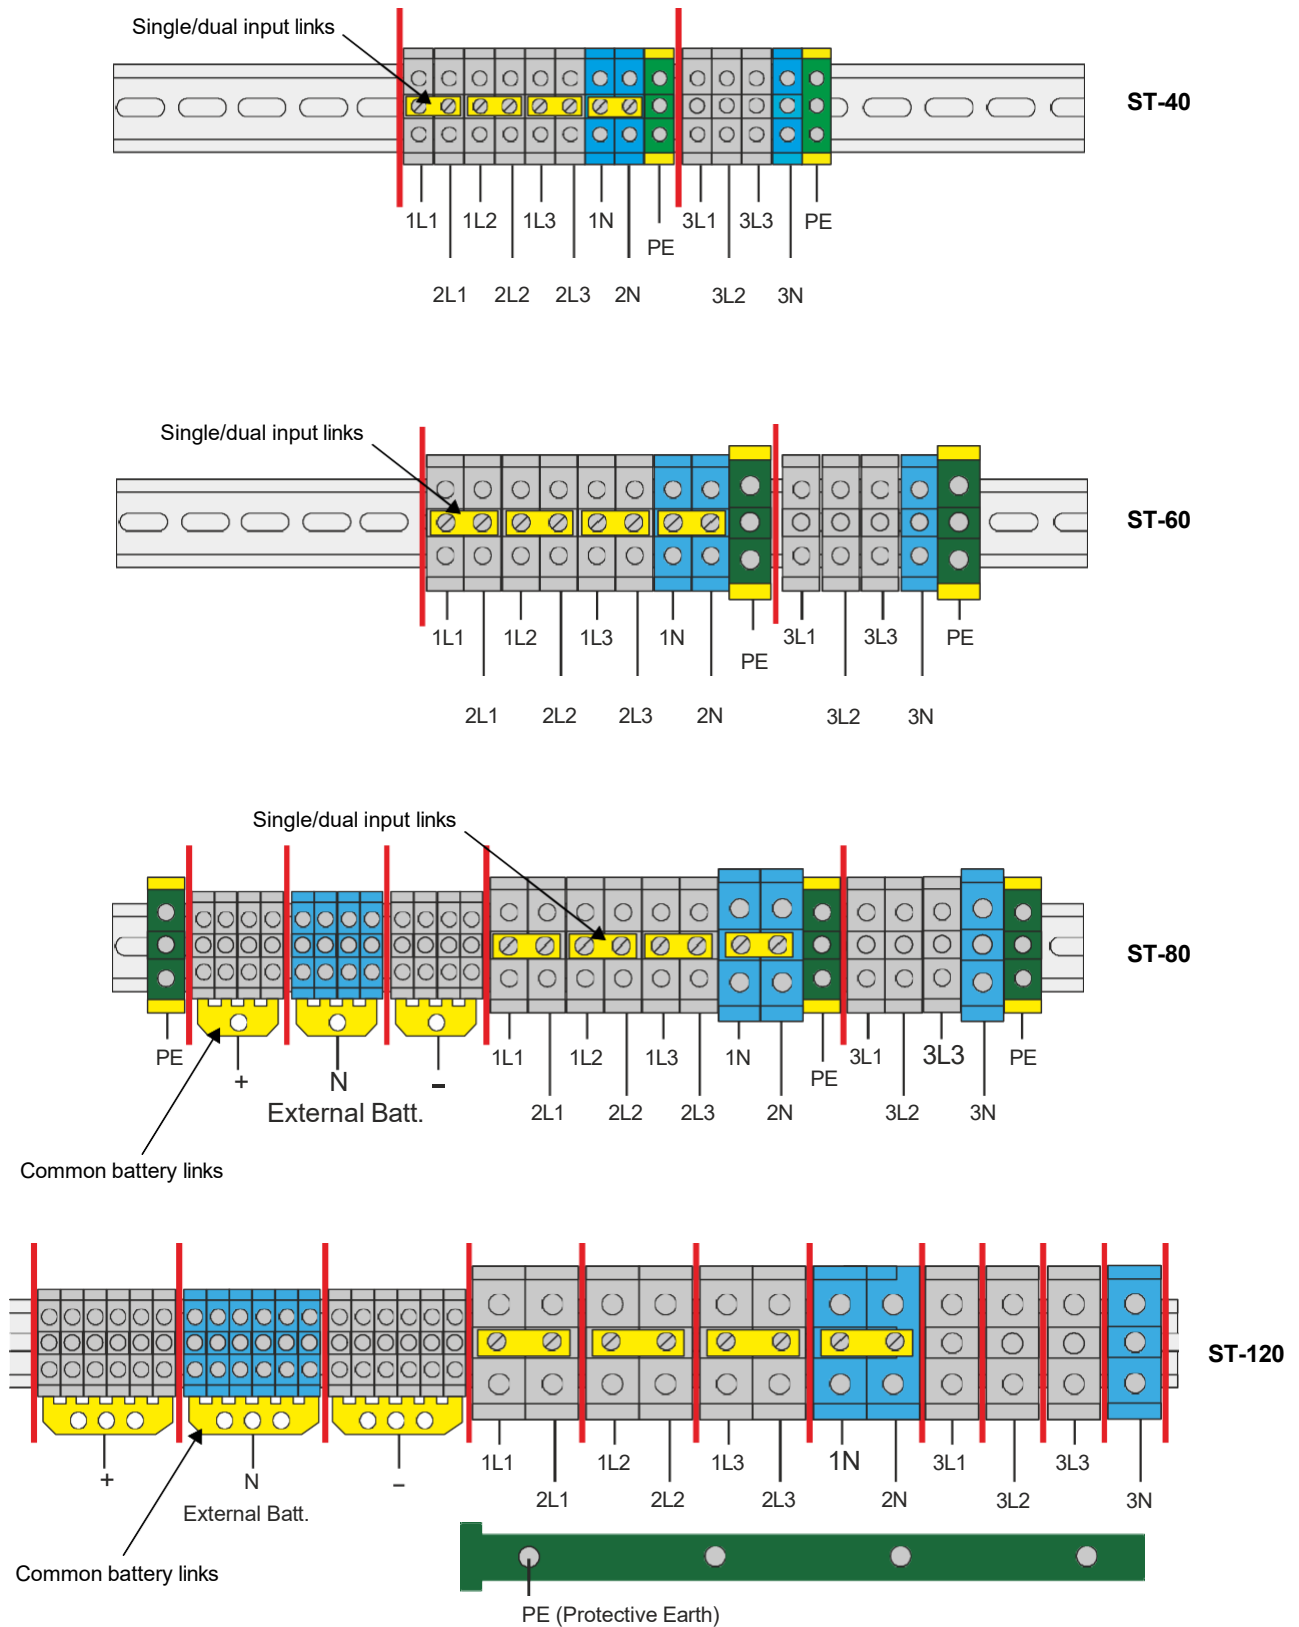 Single/dual input links
ST-40
1L1 1L2 1L3 1N 3L1 3L3 PE
PE
2L1 2L2 2L3 2N 3L2 3N
Single/dual input links
ST-60
1L1 1L2 1L3 1N 3L1 3L3 PE
PE
2L1 2L2 2L3 2N 3L2 3N
Single/dual input links
ST-80
PE 1L1 1L2 1L3 1N 3L1 3L3 PE
+ N – PE
External Batt. 2L1 2L2 2L3 2N 3L2 3N
Common battery links
ST-120
1L1 1L2 1L3 1N 3L1 3L3
+ N –
2L1 2L2 2L3 2N 3L2 3N
External Batt.
Common battery links
PE (Protective Earth)